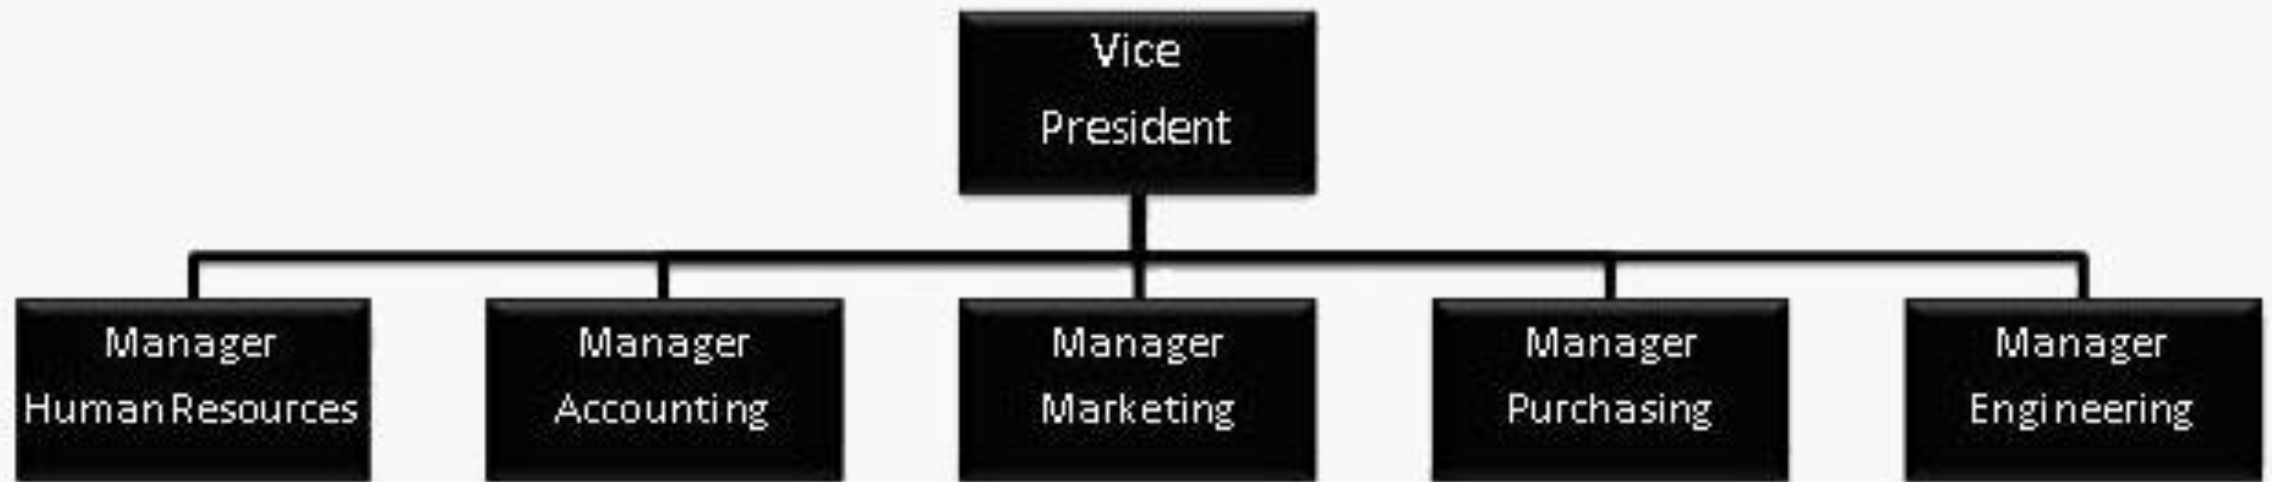 Vice
President
Manager
Human Resources
Manager
Accounting
Manager
Marketing
Manager
Purchasing
Manager
Engineering